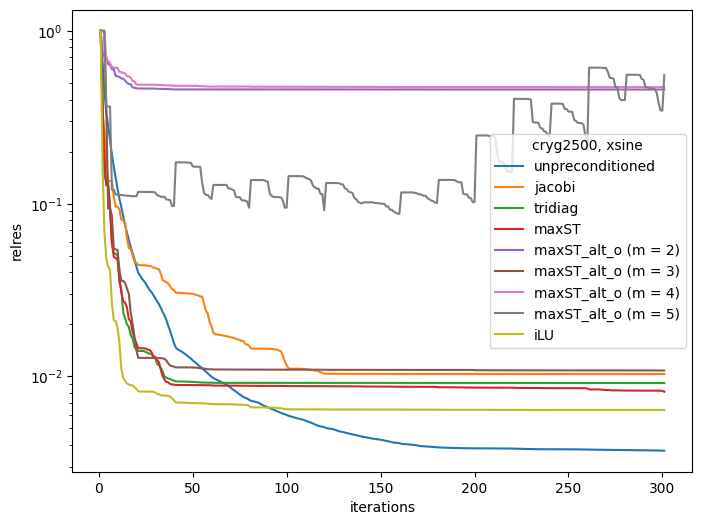 10⁰
10⁻¹
10⁻²
relres
0
50
100
150
200
250
300
iterations
cryg2500, xsine
unpreconditioned
jacobi
tridiag
maxST
maxST_alt_o (m = 2)
maxST_alt_o (m = 3)
maxST_alt_o (m = 4)
maxST_alt_o (m = 5)
iLU